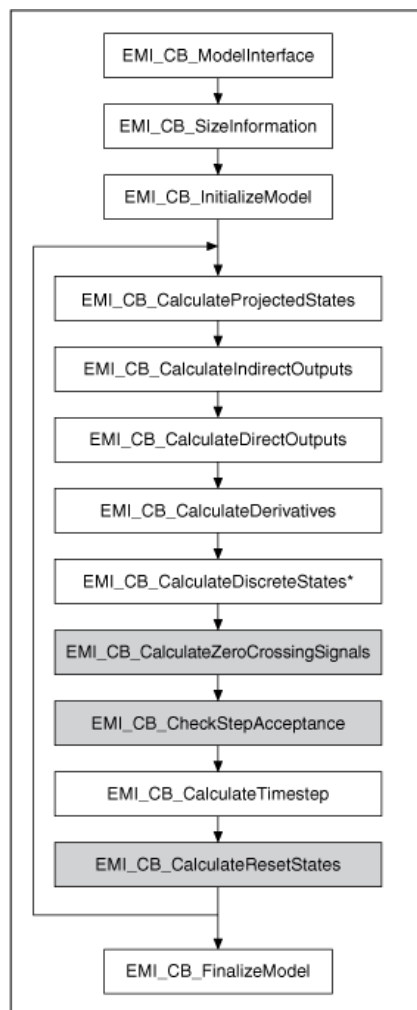 EMI_CB_ModelInterface
EMI_CB_SizeInformation
EMI_CB_InitializeModel
EMI_CB_CalculateProjectedStates
EMI_CB_CalculateIndirectOutputs
EMI_CB_CalculateDirectOutputs
EMI_CB_CalculateDerivatives
EMI_CB_CalculateDiscreteStates*
EMI_CB_CalculateZeroCrossingSignals
EMI_CB_CheckStepAcceptance
EMI_CB_CalculateTimestep
EMI_CB_CalculateResetStates
EMI_CB_FinalizeModel